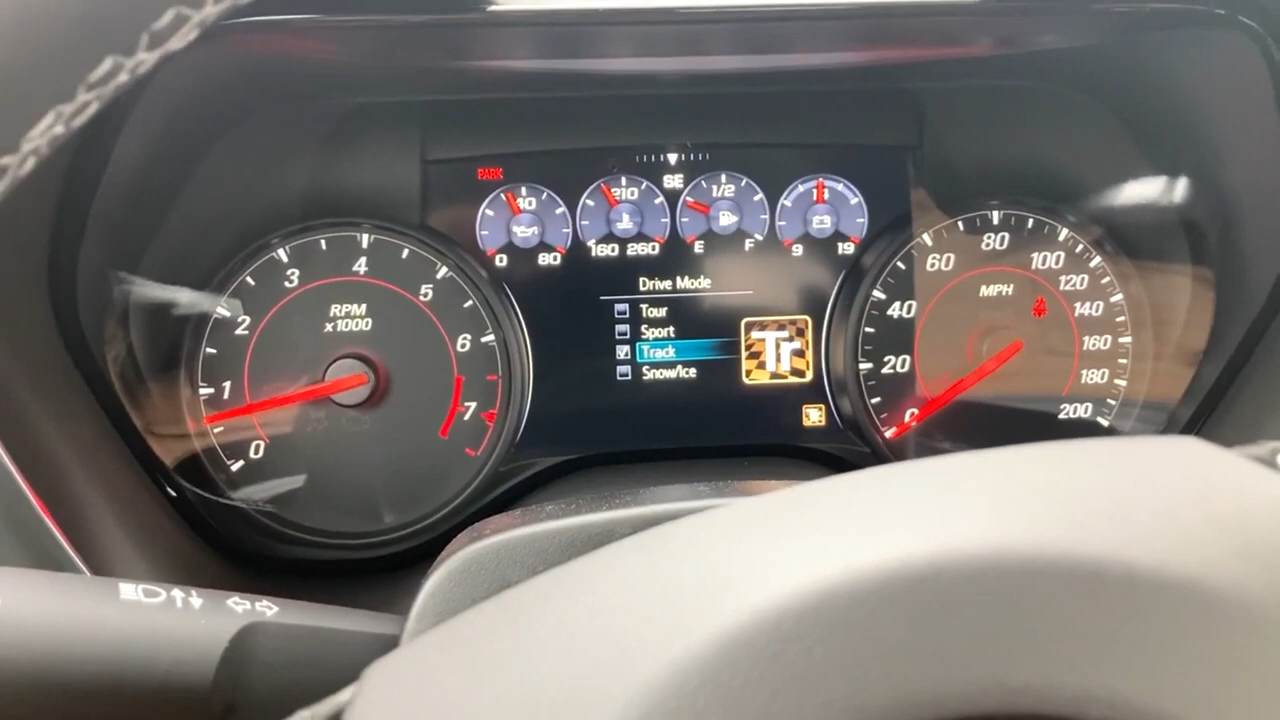 PARK
SE
40
0 80
210
160 260
1/2
E F
14
9 19
Drive Mode
Tour
Sport
Track
Snow/Ice
Tr
RPM
x1000
0
1
2
3
4
5
6
7
MPH
0
20
40
60
80
100
120
140
160
180
200